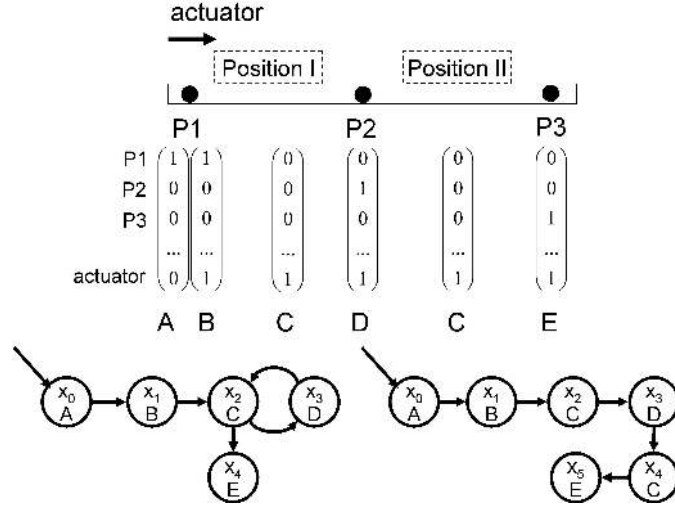 actuator
Position I Position II
P1 P2 P3
P1 1 1 0 0 0 0
P2 0 0 0 1 0 0
P3 0 0 0 0 0 1
... ... ... ... ... ...
actuator 0 1 1 1 1 1
A B C D C E
x0 x1 x2 x3 x0 x1 x2 x3
A B C D A B C D
x4 x5 x4
E E C